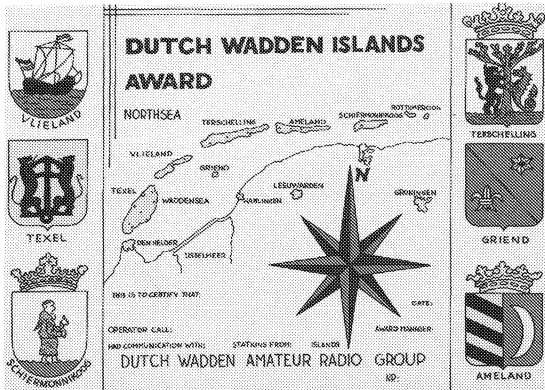 DUTCH WADDEN ISLANDS
AWARD
NORTHSEA
TERSCHELLING
AMELAND
SCHIERMONNIKOOG
VLIELAND
GRIEND
TEXEL
WADDENSEA
HARLINGEN
LEEUWARDEN
GRONINGEN
DEN HELDER
IJSSELMEER
N
THIS IS TO CERTIFY THAT:
DATE:
OPERATOR CALL:
AWARD MANAGER:
HAD COMMUNICATION WITH: STATIONS FROM: ISLANDS
DUTCH WADDEN AMATEUR RADIO GROUP
NR:
VLIELAND
TEXEL
SCHIERMONNIKOOG
TERSCHELLING
GRIEND
AMELAND